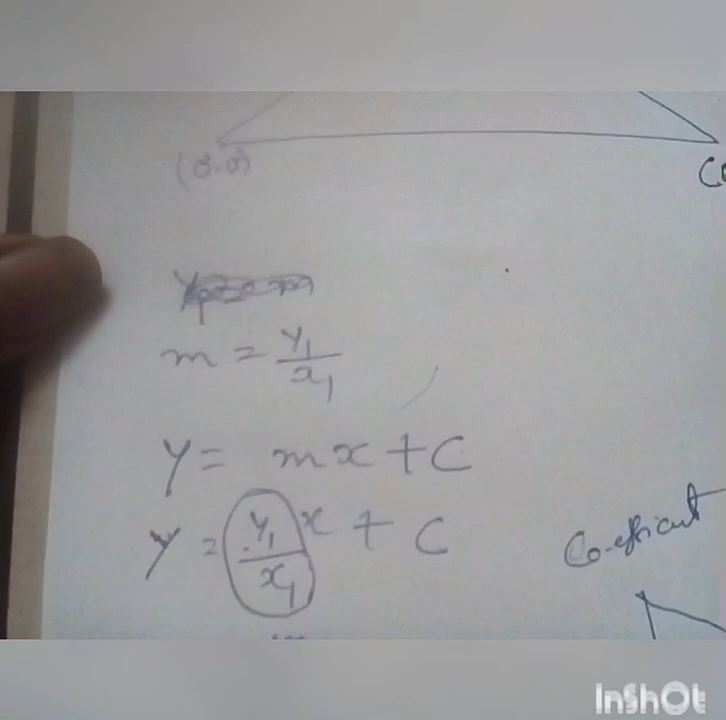 (0,0)
m = y₁/x₁
y = mx + c
y = y₁/x₁ x + c
Co-efficient
InShOt